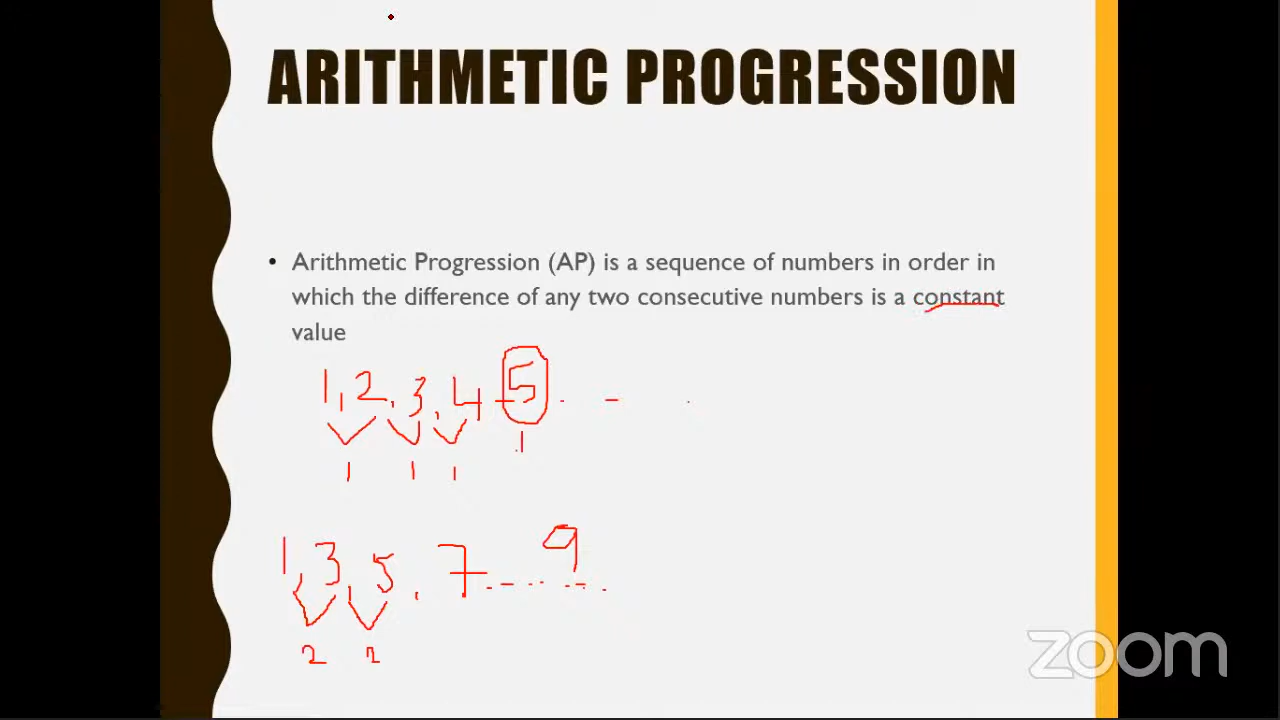 ARITHMETIC PROGRESSION
• Arithmetic Progression (AP) is a sequence of numbers in order in
which the difference of any two consecutive numbers is a constant
value
1, 2, 3, 4 5 . -
1 1 1 1
1, 3, 5, 7 ..... 9
2 2
zoom